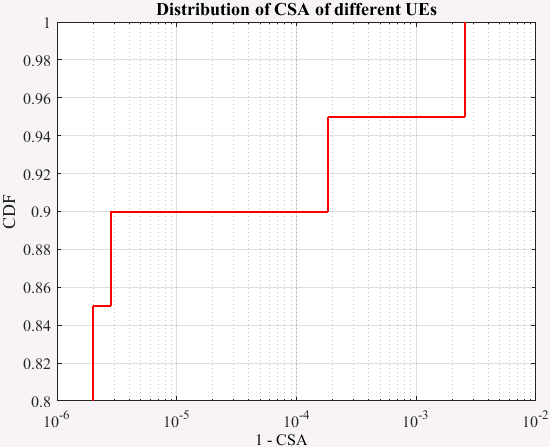 Distribution of CSA of different UEs
1
0.98
0.96
0.94
0.92
0.9
0.88
0.86
0.84
0.82
0.8
CDF
10^-6 10^-5 10^-4 10^-3 10^-2
1 - CSA